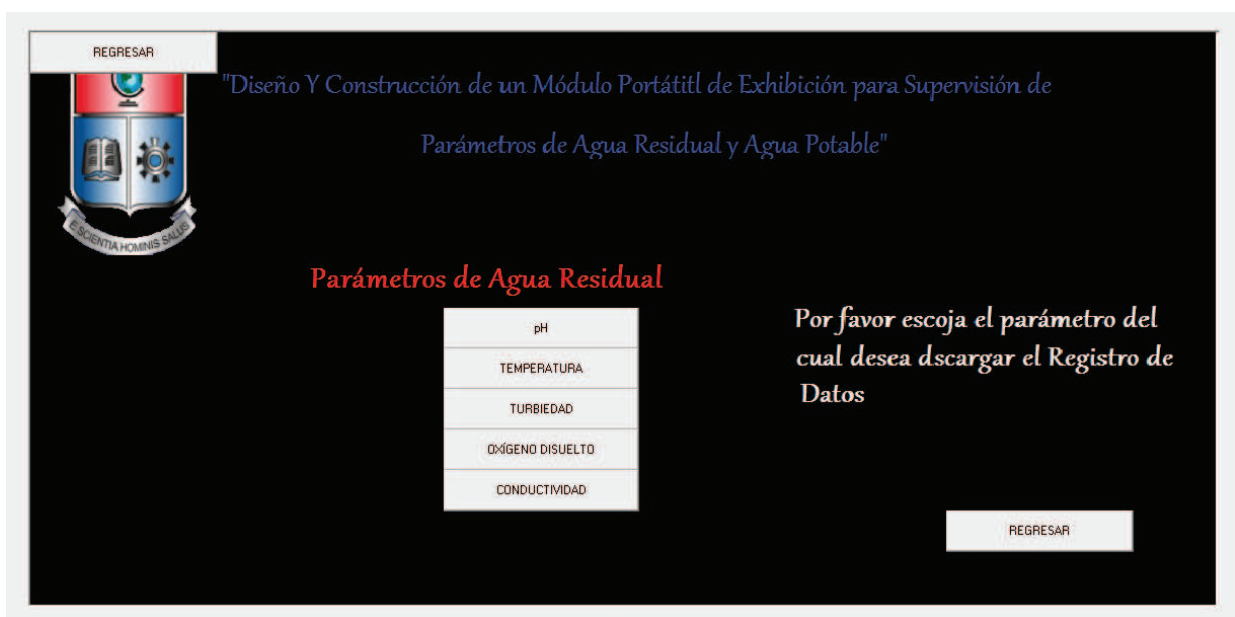 REGRESAR
"Diseño Y Construcción de un Módulo Portátitl de Exhibición para Supervisión de
Parámetros de Agua Residual y Agua Potable"
E SCIENTIA HOMINIS SALUS
Parámetros de Agua Residual
pH
TEMPERATURA
TURBIEDAD
OXÍGENO DISUELTO
CONDUCTIVIDAD
Por favor escoja el parámetro del
cual desea dscargar el Registro de
Datos
REGRESAR